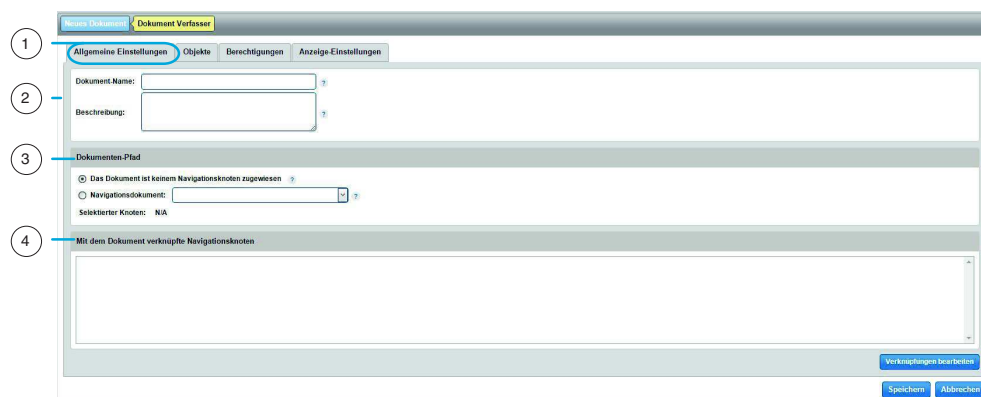 Neues Dokument Dokument Verfasser
1
Allgemeine Einstellungen Objekte Berechtigungen Anzeige-Einstellungen
2
Dokument-Name: ?
Beschreibung: ?
3
Dokumenten-Pfad
Das Dokument ist keinem Navigationsknoten zugewiesen ?
Navigationsdokument: ?
Selektierter Knoten: N/A
4
Mit dem Dokument verknüpfte Navigationsknoten
Verknüpfungen bearbeiten
Speichern Abbrechen